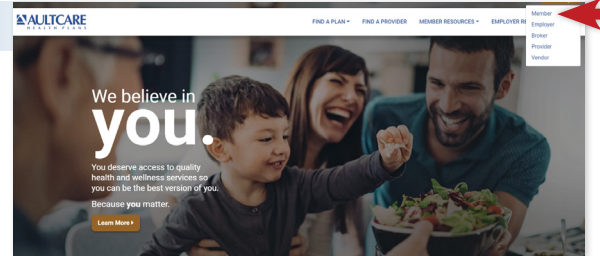 AULTCARE
HEALTH PLANS
FIND A PLAN
FIND A PROVIDER
MEMBER RESOURCES
EMPLOYER RE
Member
Employer
Broker
Provider
Vendor
We believe in
you.
You deserve access to quality
health and wellness services so
you can be the best version of you.
Because you matter.
Learn More